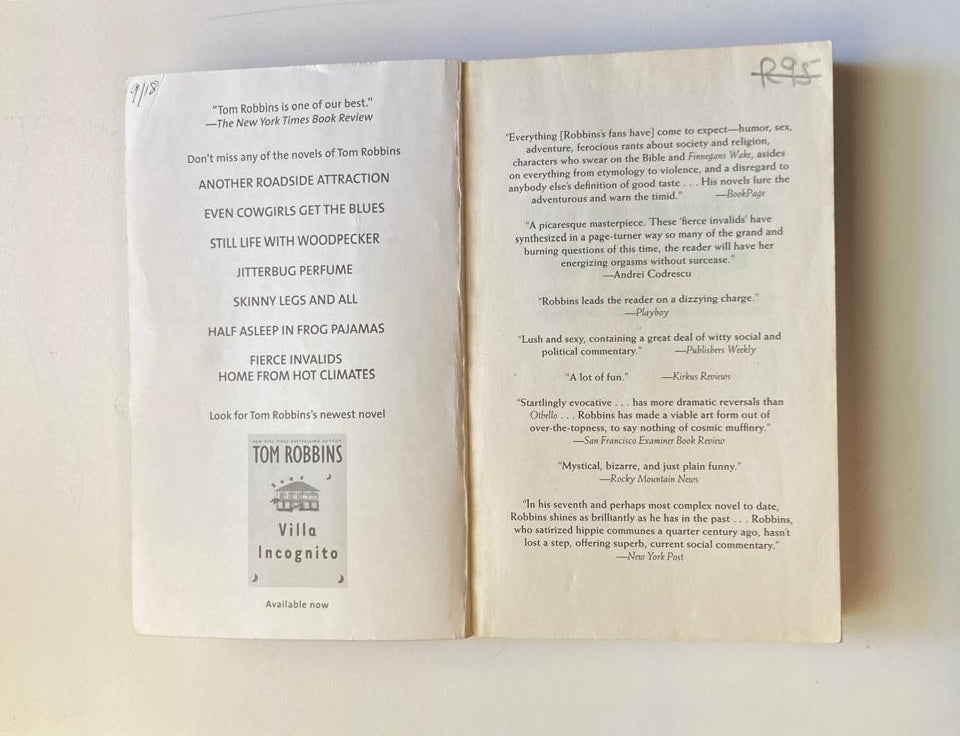 9/18
“Tom Robbins is one of our best.”
—The New York Times Book Review
Don’t miss any of the novels of Tom Robbins
ANOTHER ROADSIDE ATTRACTION
EVEN COWGIRLS GET THE BLUES
STILL LIFE WITH WOODPECKER
JITTERBUG PERFUME
SKINNY LEGS AND ALL
HALF ASLEEP IN FROG PAJAMAS
FIERCE INVALIDS
HOME FROM HOT CLIMATES
Look for Tom Robbins’s newest novel
NEW YORK TIMES BESTSELLING AUTHOR
TOM ROBBINS
Villa
Incognito
Available now
R95
“Everything [Robbins’s fans have] come to expect—humor, sex,
adventure, ferocious rants about society and religion,
characters who swear on the Bible and Finnegans Wake, asides
on everything from etymology to violence, and a disregard to
anybody else’s definition of good taste . . . His novels lure the
adventurous and warn the timid.” —BookPage
“A picaresque masterpiece. These ‘fierce invalids’ have
synthesized in a page-turner way so many of the grand and
burning questions of this time, the reader will have her
energizing orgasms without surcease.”
—Andrei Codrescu
“Robbins leads the reader on a dizzying charge.”
—Playboy
“Lush and sexy, containing a great deal of witty social and
political commentary.” —Publishers Weekly
“A lot of fun.” —Kirkus Reviews
“Startlingly evocative . . . has more dramatic reversals than
Othello . . . Robbins has made a viable art form out of
over-the-topness, to say nothing of cosmic muffinry.”
—San Francisco Examiner Book Review
“Mystical, bizarre, and just plain funny.”
—Rocky Mountain News
“In his seventh and perhaps most complex novel to date,
Robbins shines as brilliantly as he has in the past . . . Robbins,
who satirized hippie communes a quarter century ago, hasn’t
lost a step, offering superb, current social commentary.”
—New York Post